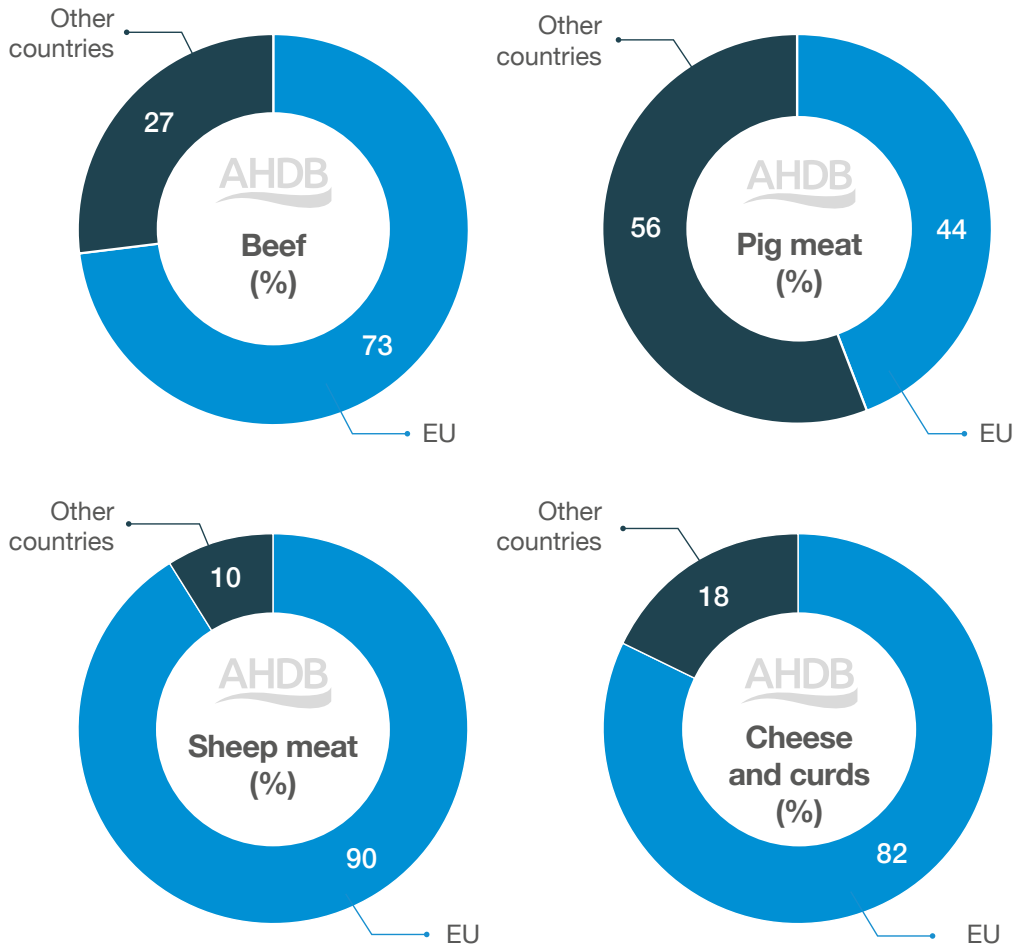 Other
countries
27
AHDB
Beef
(%)
73
EU
Other
countries
56
AHDB
Pig meat
(%)
44
EU
Other
countries
10
AHDB
Sheep meat
(%)
90
EU
Other
countries
18
AHDB
Cheese
and curds
(%)
82
EU